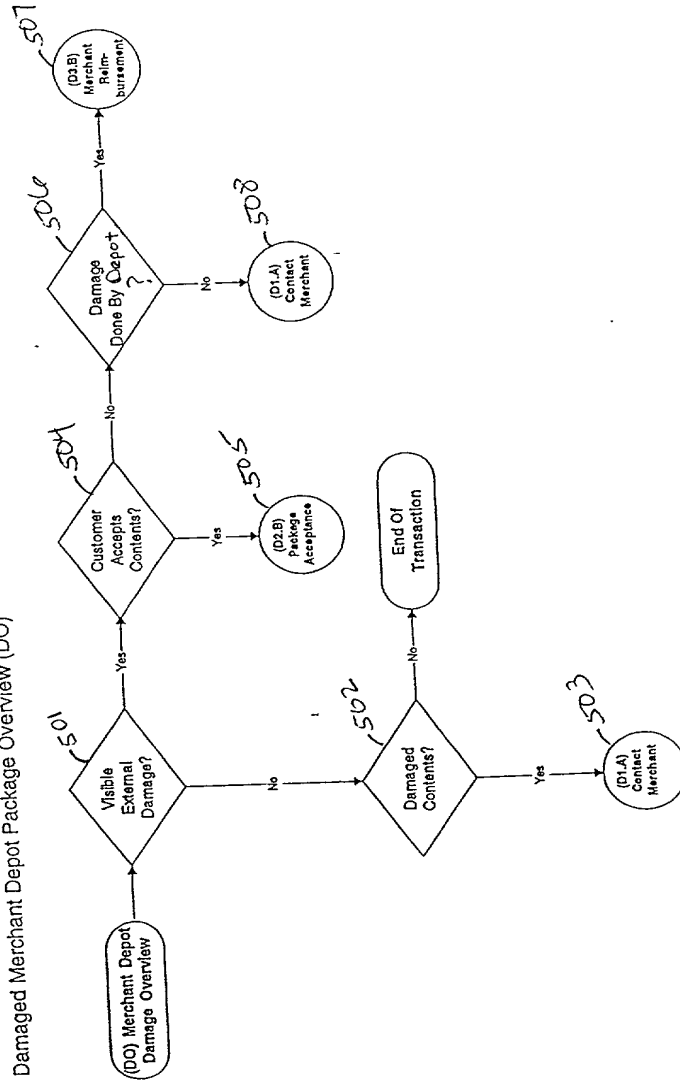 Damaged Merchant Depot Package Overview (DO)
(DO) Merchant Depot
Damage Overview
501
Visible
External
Damage?
Yes
No
504
Customer
Accepts
Contents?
No
Yes
505
(D2.B)
Package
Acceptance
506
Damage
Done By Depot
?
Yes
No
507
(D3.B)
Merchant
Reim-
bursement
508
(D1.A)
Contact
Merchant
502
Damaged
Contents?
No
End Of
Transaction
Yes
503
(D1.A)
Contact
Merchant